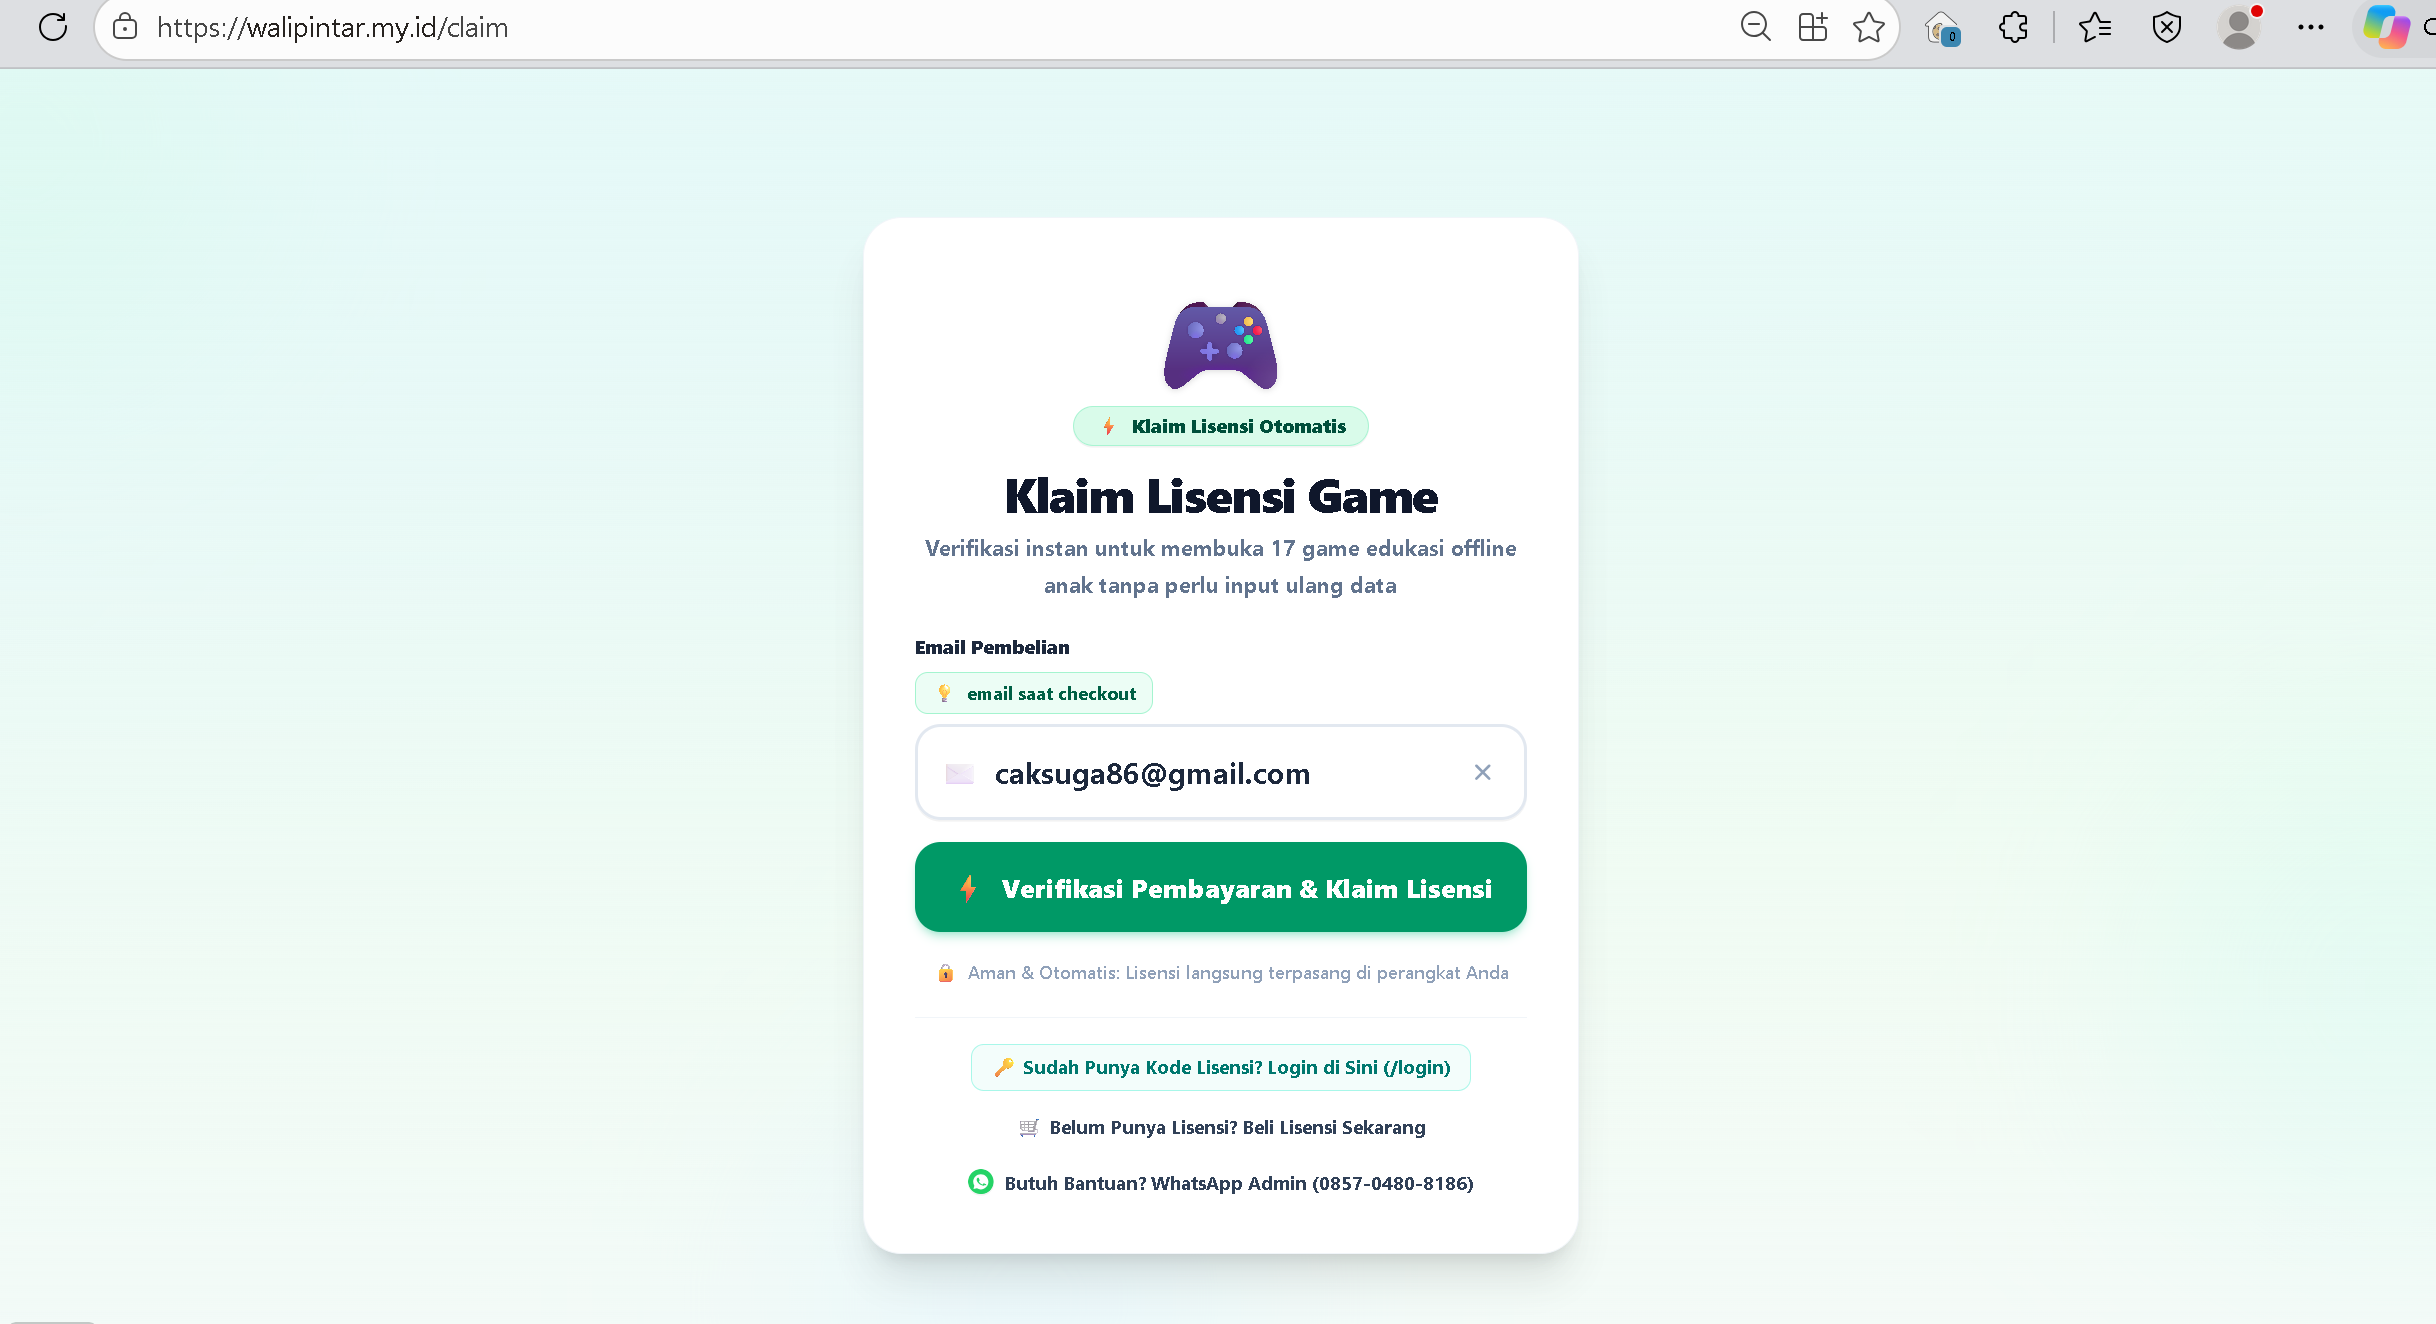 https://walipintar.my.id/claim
0
Klaim Lisensi Otomatis
Klaim Lisensi Game
Verifikasi instan untuk membuka 17 game edukasi offline
anak tanpa perlu input ulang data
Email Pembelian
email saat checkout
caksuga86@gmail.com
Verifikasi Pembayaran & Klaim Lisensi
Aman & Otomatis: Lisensi langsung terpasang di perangkat Anda
Sudah Punya Kode Lisensi? Login di Sini (/login)
Belum Punya Lisensi? Beli Lisensi Sekarang
Butuh Bantuan? WhatsApp Admin (0857-0480-8186)